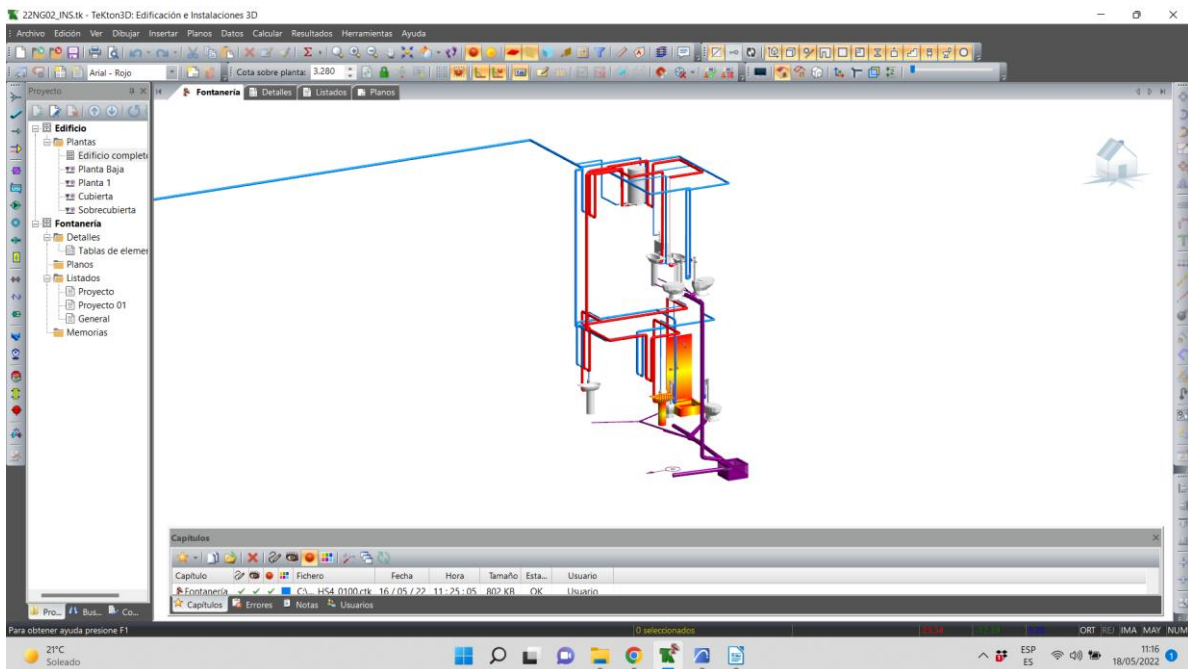 22NG02_INS.tk - TeKton3D: Edificación e Instalaciones 3D
Archivo Edición Ver Dibujar Insertar Planos Datos Calcular Resultados Herramientas Ayuda
Arial - Rojo Cota sobre planta: 3.280
Proyecto
Fontanería Detalles Listados Planos
Edificio
Plantas
Edificio complet
Planta Baja
Planta 1
Cubierta
Sobrecubierta
Fontanería
Detalles
Tablas de elemer
Planos
Listados
Proyecto
Proyecto 01
General
Memorias
Capítulos
Capítulo Fichero Fecha Hora Tamaño Esta... Usuario
Fontanería C:\... HS4 0100.ctk 16 / 05 / 22 11 : 25 : 05 802 KB OK Usuario
Capítulos Errores Notas Usuarios
Pro... Bus... Co...
Para obtener ayuda presione F1 0 seleccionados ORT REJ IMA MAY NUM
21°C
Soleado
ESP
ES
11:16
18/05/2022
1